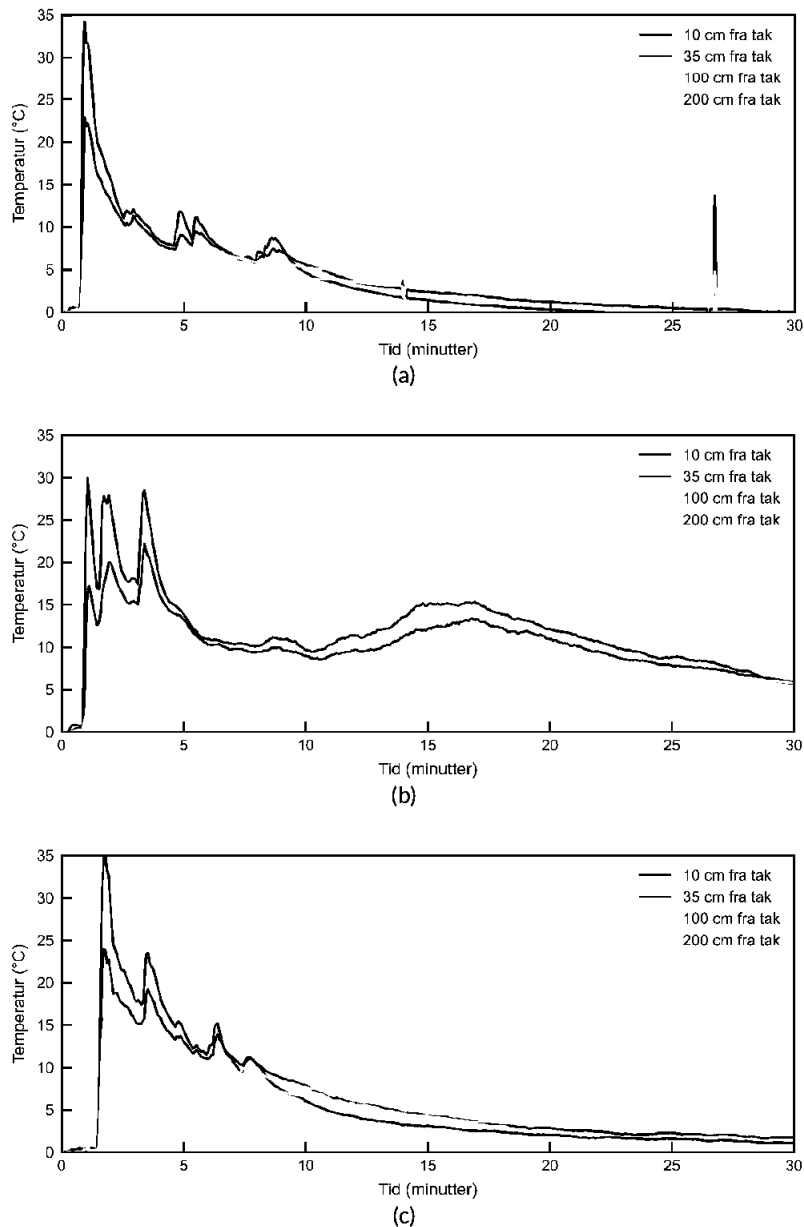 35
30
25
20
15
10
5
0
Temperatur (°C)
10 cm fra tak
35 cm fra tak
100 cm fra tak
200 cm fra tak
0 5 10 15 20 25 30
Tid (minutter)
(a)
35
30
25
20
15
10
5
0
Temperatur (°C)
10 cm fra tak
35 cm fra tak
100 cm fra tak
200 cm fra tak
0 5 10 15 20 25 30
Tid (minutter)
(b)
35
30
25
20
15
10
5
0
Temperatur (°C)
10 cm fra tak
35 cm fra tak
100 cm fra tak
200 cm fra tak
0 5 10 15 20 25 30
Tid (minutter)
(c)